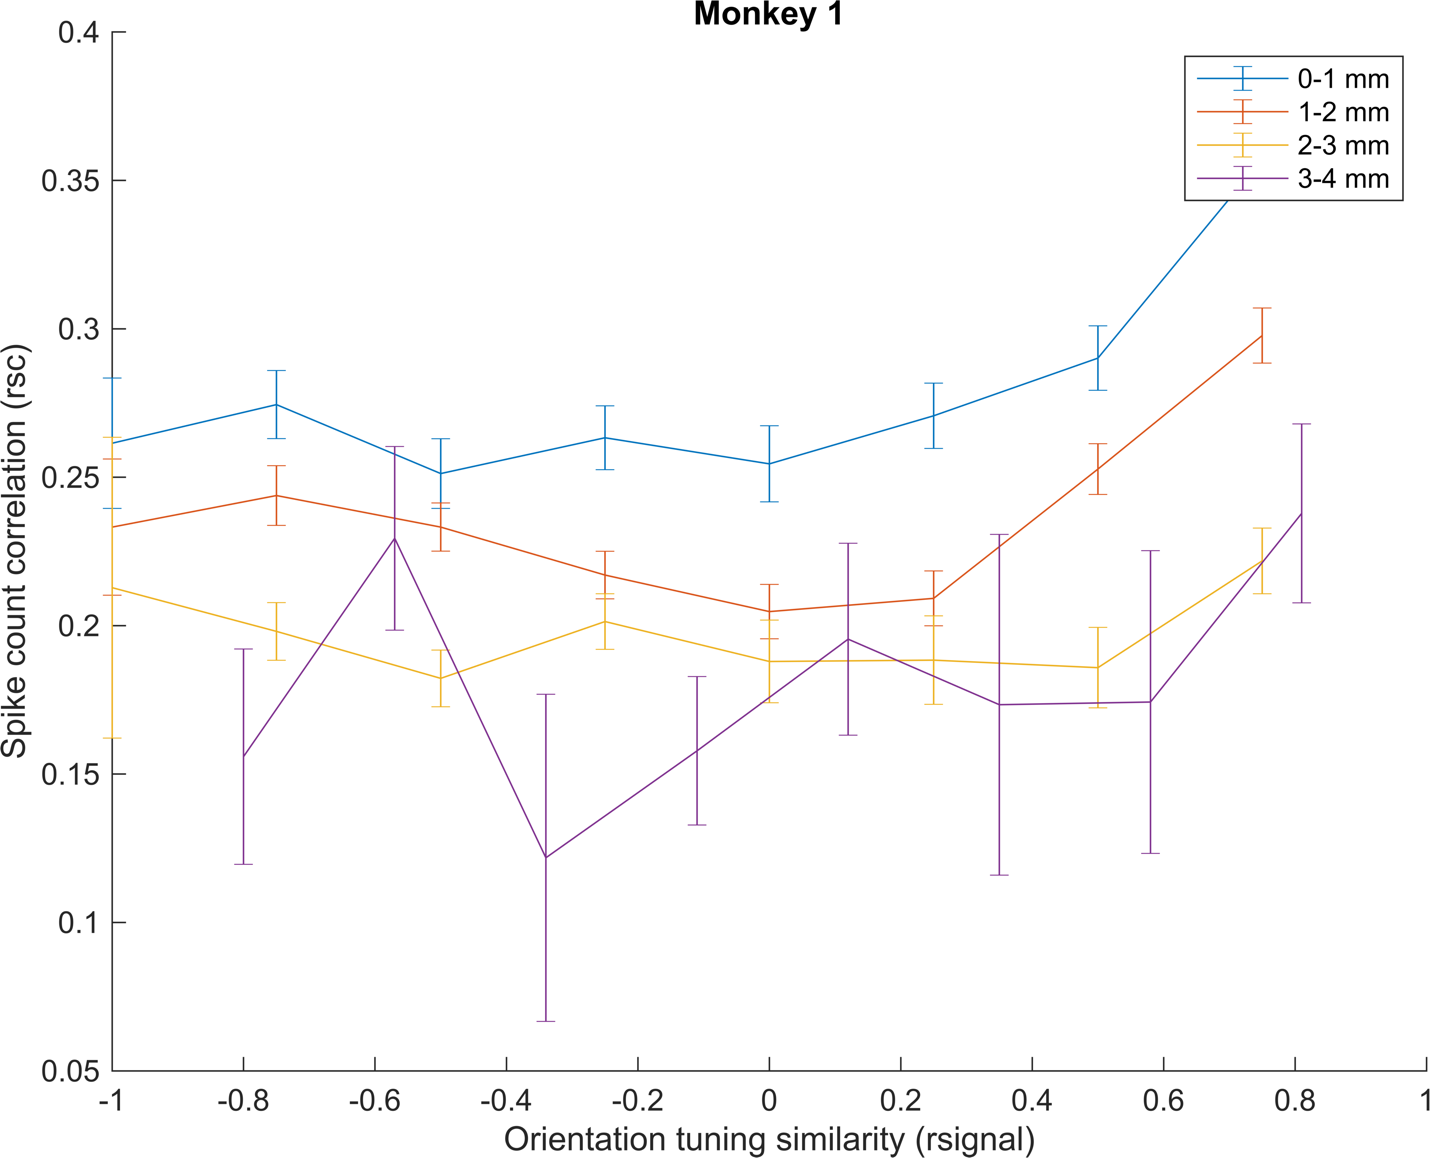 Monkey 1
0-1 mm
1-2 mm
2-3 mm
3-4 mm
Spike count correlation (rsc)
0.4
0.35
0.3
0.25
0.2
0.15
0.1
0.05
-1 -0.8 -0.6 -0.4 -0.2 0 0.2 0.4 0.6 0.8 1
Orientation tuning similarity (rsignal)